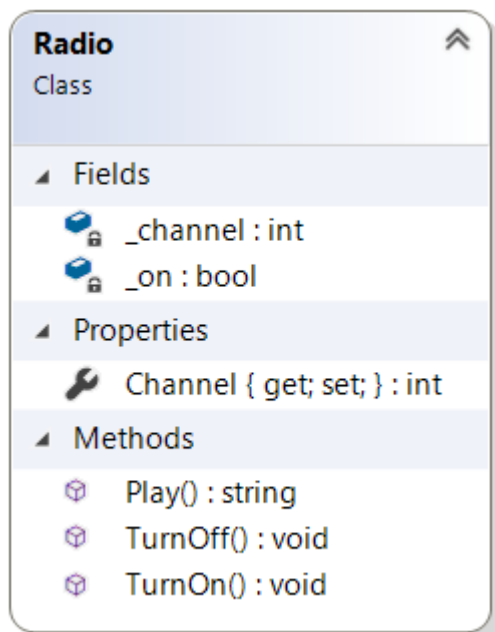 Radio
Class
Fields
_channel : int
_on : bool
Properties
Channel { get; set; } : int
Methods
Play() : string
TurnOff() : void
TurnOn() : void